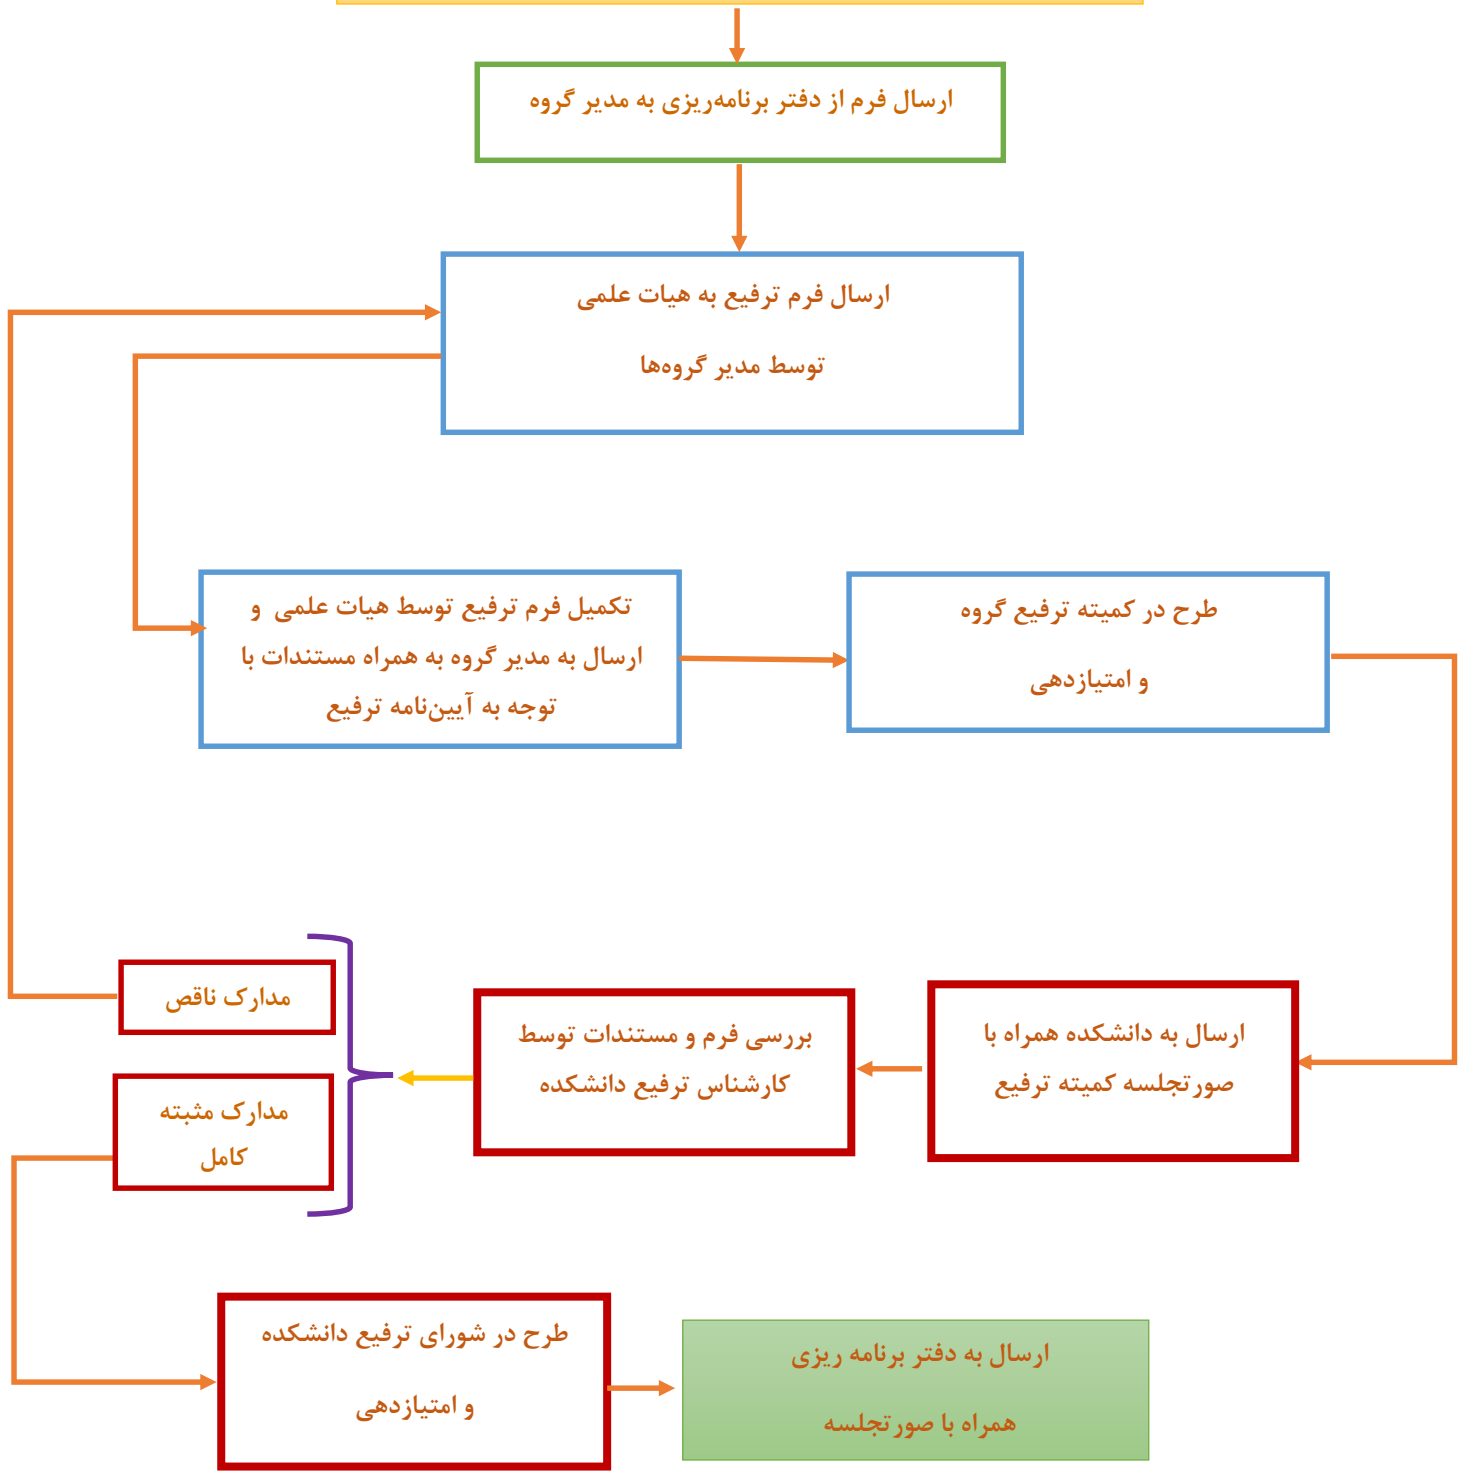 ارسال فرم از دفتر برنامه‌ریزی به مدیر گروه
ارسال فرم ترفیع به هیات علمی
توسط مدیر گروه‌ها
تکمیل فرم ترفیع توسط هیات علمی و
ارسال به مدیر گروه به همراه مستندات با
توجه به آیین‌نامه ترفیع
طرح در کمیته ترفیع گروه
و امتیازدهی
ارسال به دانشکده همراه با
صورتجلسه کمیته ترفیع
بررسی فرم و مستندات توسط
کارشناس ترفیع دانشکده
مدارک ناقص
مدارک مثبته
کامل
طرح در شورای ترفیع دانشکده
و امتیازدهی
ارسال به دفتر برنامه ریزی
همراه با صورتجلسه